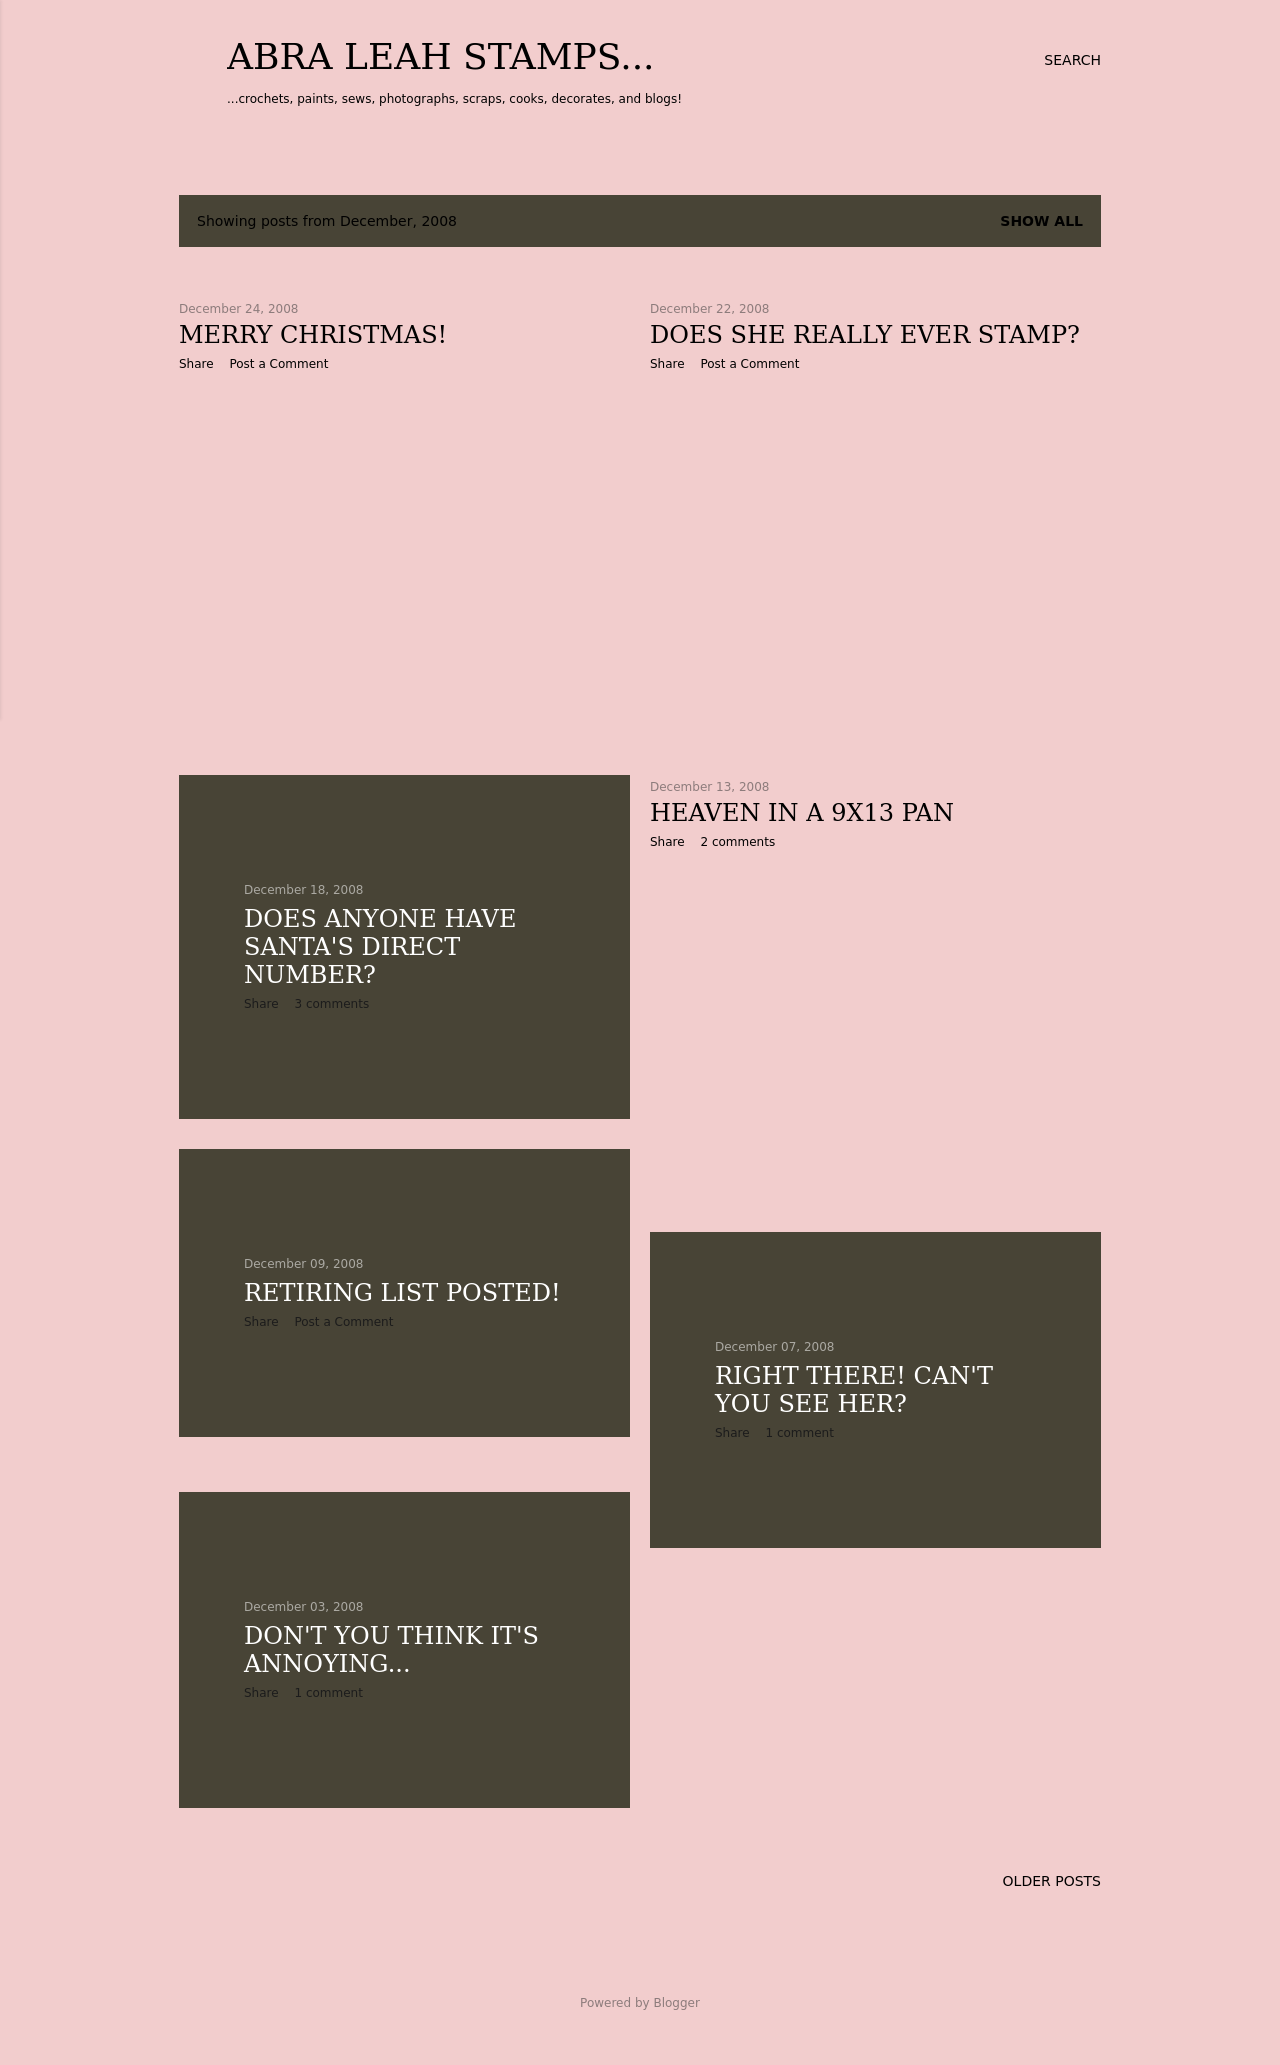 ABRA LEAH STAMPS...
SEARCH
...crochets, paints, sews, photographs, scraps, cooks, decorates, and blogs!
Showing posts from December, 2008
SHOW ALL
December 24, 2008
MERRY CHRISTMAS!
Share Post a Comment
December 22, 2008
DOES SHE REALLY EVER STAMP?
Share Post a Comment
December 18, 2008
DOES ANYONE HAVE
SANTA'S DIRECT
NUMBER?
Share 3 comments
December 13, 2008
HEAVEN IN A 9X13 PAN
Share 2 comments
December 09, 2008
RETIRING LIST POSTED!
Share Post a Comment
December 07, 2008
RIGHT THERE! CAN'T
YOU SEE HER?
Share 1 comment
December 03, 2008
DON'T YOU THINK IT'S
ANNOYING...
Share 1 comment
OLDER POSTS
Powered by Blogger